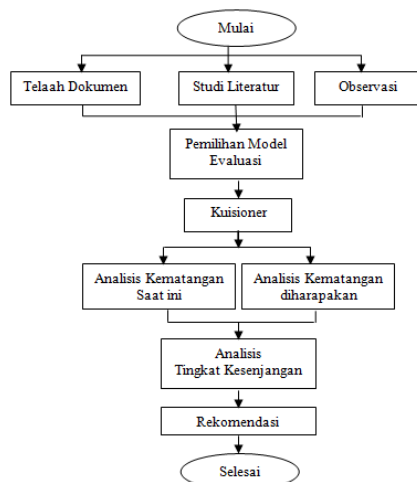 Mulai
Telaah Dokumen
Studi Literatur
Observasi
Pemilihan Model
Evaluasi
Kuisioner
Analisis Kematangan
Saat ini
Analisis Kematangan
diharapakan
Analisis
Tingkat Kesenjangan
Rekomendasi
Selesai